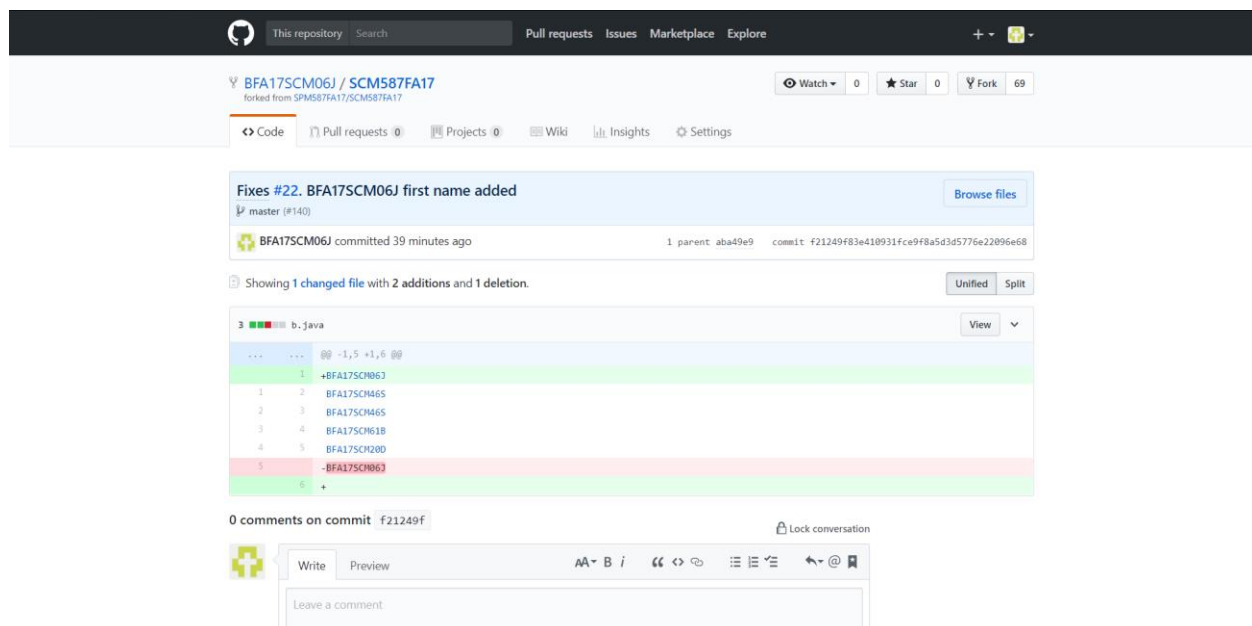 This repository Search Pull requests Issues Marketplace Explore
BFA17SCM06J / SCM587FA17 Watch 0 Star 0 Fork 69
forked from SPM587FA17/SCM587FA17
<> Code Pull requests 0 Projects 0 Wiki Insights Settings
Fixes #22. BFA17SCM06J first name added Browse files
master (#140)
BFA17SCM06J committed 39 minutes ago 1 parent aba49e9 commit f21249f83e410931fce9f8a5d3d5776e22096e68
Showing 1 changed file with 2 additions and 1 deletion. Unified Split
3 b.java View
... ... @@ -1,5 +1,6 @@
1 +BFA17SCM06J
1 2 BFA17SCM46S
2 3 BFA17SCM46S
3 4 BFA17SCM61B
4 5 BFA17SCM20D
5 -BFA17SCM06J
6 +
0 comments on commit f21249f
Lock conversation
Write Preview AA B i “ <> @
Leave a comment